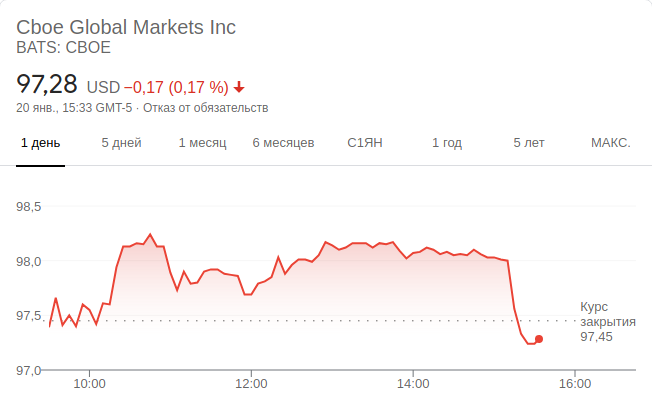 Cboe Global Markets Inc
BATS: CBOE
97,28 USD −0,17 (0,17 %)
20 янв., 15:33 GMT-5 · Отказ от обязательств
1 день 5 дней 1 месяц 6 месяцев С1ЯН 1 год 5 лет МАКС.
98,5
98,0
97,5
97,0
Курс
закрытия
97,45
10:00 12:00 14:00 16:00